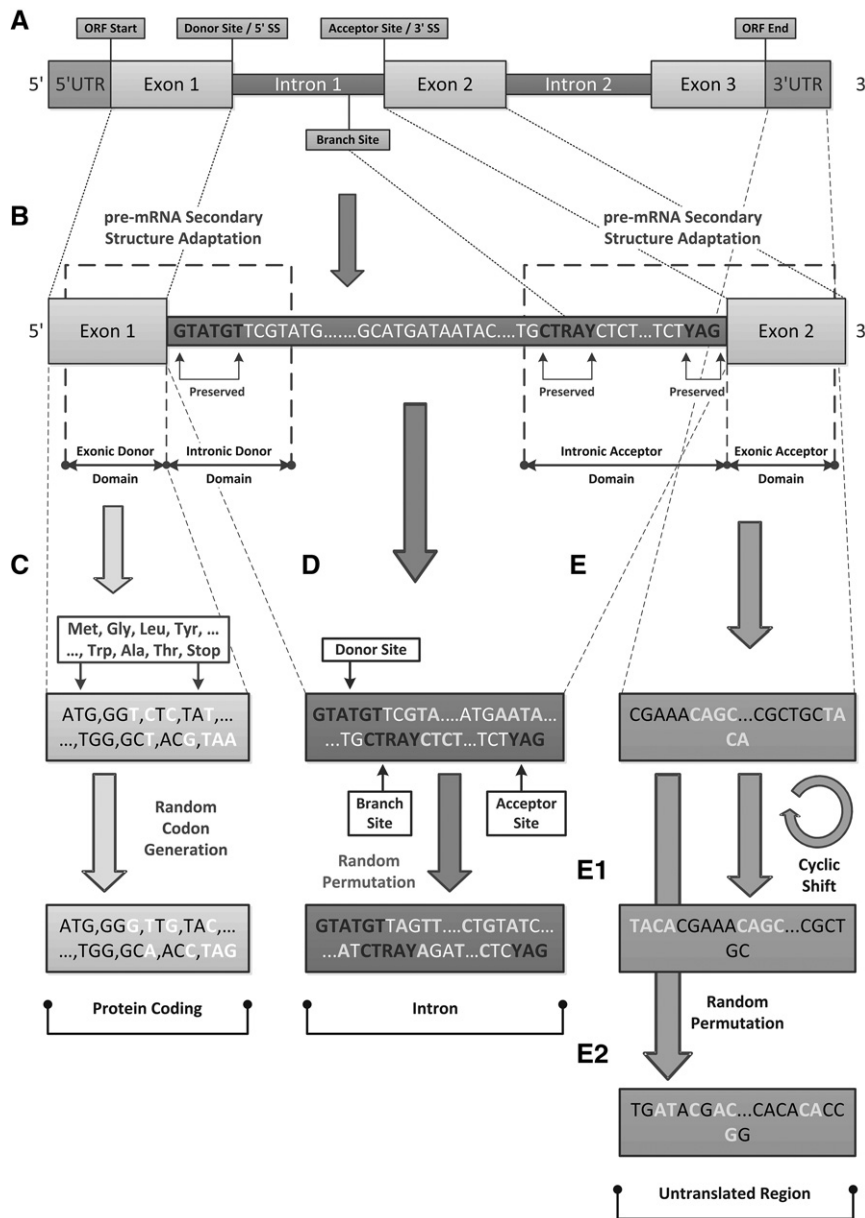 A
ORF Start
Donor Site / 5' SS
Acceptor Site / 3' SS
ORF End
5'
5'UTR
Exon 1
Intron 1
Exon 2
Intron 2
Exon 3
3'UTR
3
Branch Site
B
pre-mRNA Secondary
Structure Adaptation
pre-mRNA Secondary
Structure Adaptation
5'
Exon 1
GTATGTTCGTATG.......GCATGATAATAC....TGCTRAYCTCT...TCTYAG
Exon 2
3
Preserved
Preserved
Preserved
Exonic Donor
Domain
Intronic Donor
Domain
Intronic Acceptor
Domain
Exonic Acceptor
Domain
C
Met, Gly, Leu, Tyr, ...
..., Trp, Ala, Thr, Stop
ATG,GGT,CTC,TAT,...
...,TGG,GCT,ACG,TAA
Random
Codon
Generation
ATG,GGG,TTG,TAC,...
...,TGG,GCA,ACC,TAG
Protein Coding
D
Donor Site
GTATGTTCGTA....ATGAATA...
...TGCTRAYCTCT...TCTYAG
Branch
Site
Acceptor
Site
Random
Permutation
GTATGTTAGTT....CTGTATC...
...ATCTRAYAGAT...CTCYAG
Intron
E
CGAAACAGC...CGCTGCTA
CA
Cyclic
Shift
E1
TACACGAAACAGC...CGCT
GC
Random
Permutation
E2
TGATACGAC...CACACACC
GG
Untranslated Region